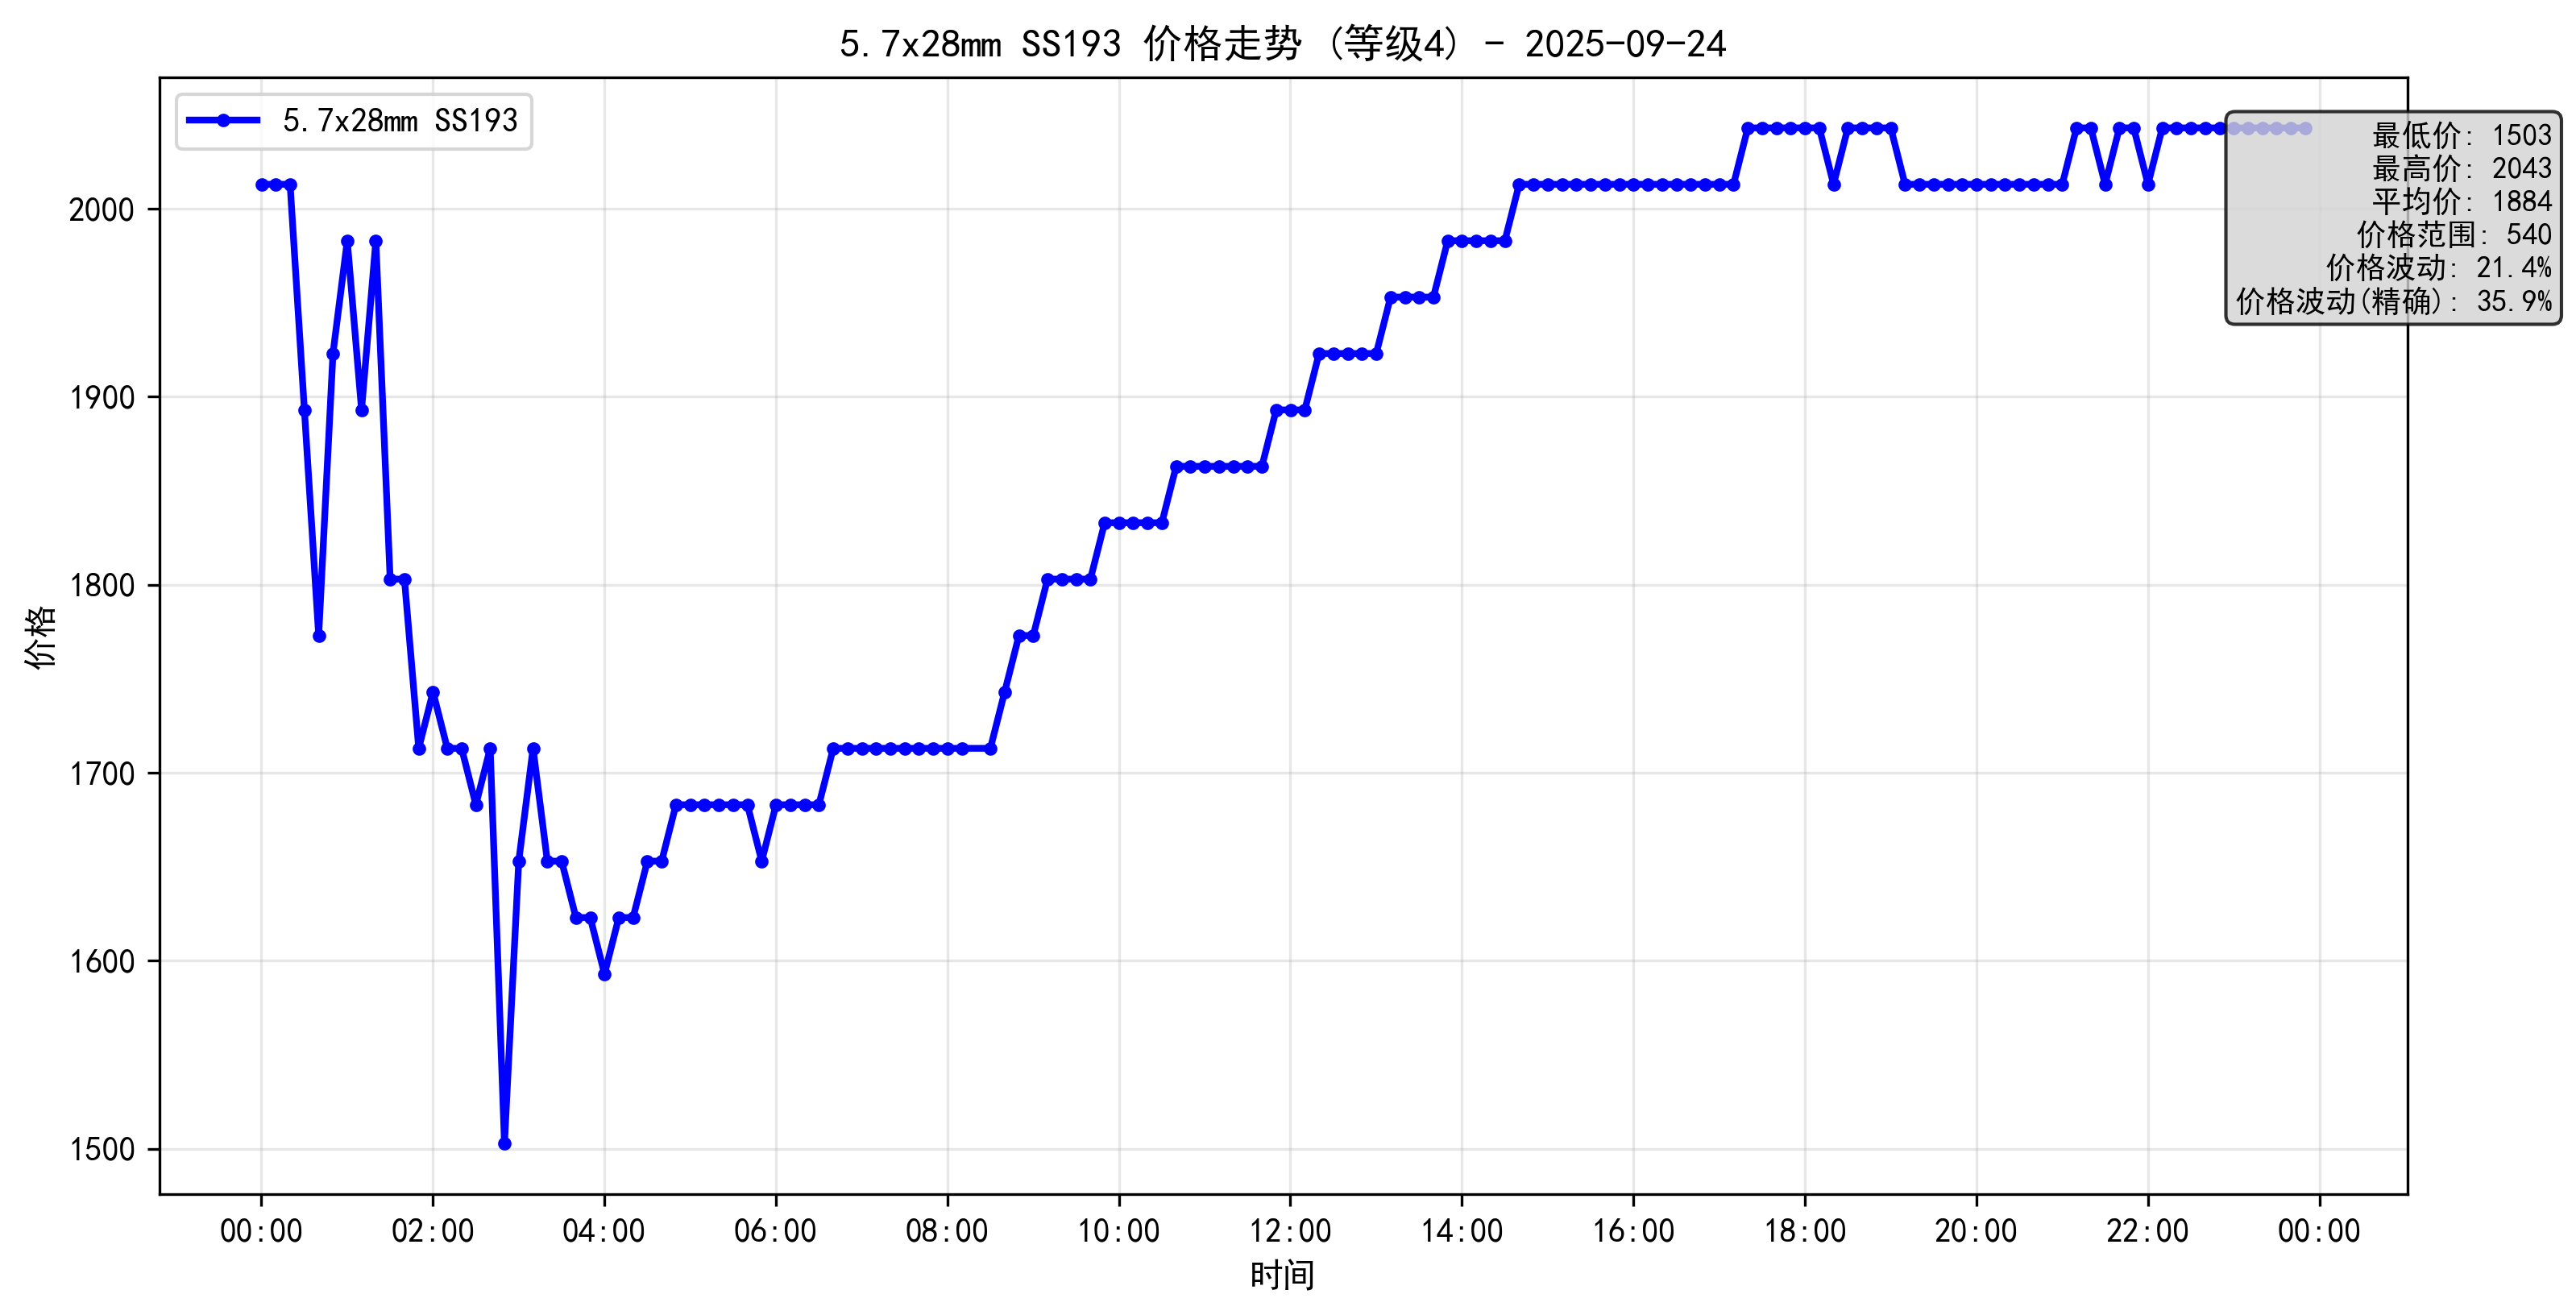 5.7x28mm SS193 价格走势 (等级4) - 2025-09-24
5.7x28mm SS193
最低价: 1503
最高价: 2043
平均价: 1884
价格范围: 540
价格波动: 21.4%
价格波动(精确): 35.9%
价格
2000
1900
1800
1700
1600
1500
00:00 02:00 04:00 06:00 08:00 10:00 12:00 14:00 16:00 18:00 20:00 22:00 00:00
时间